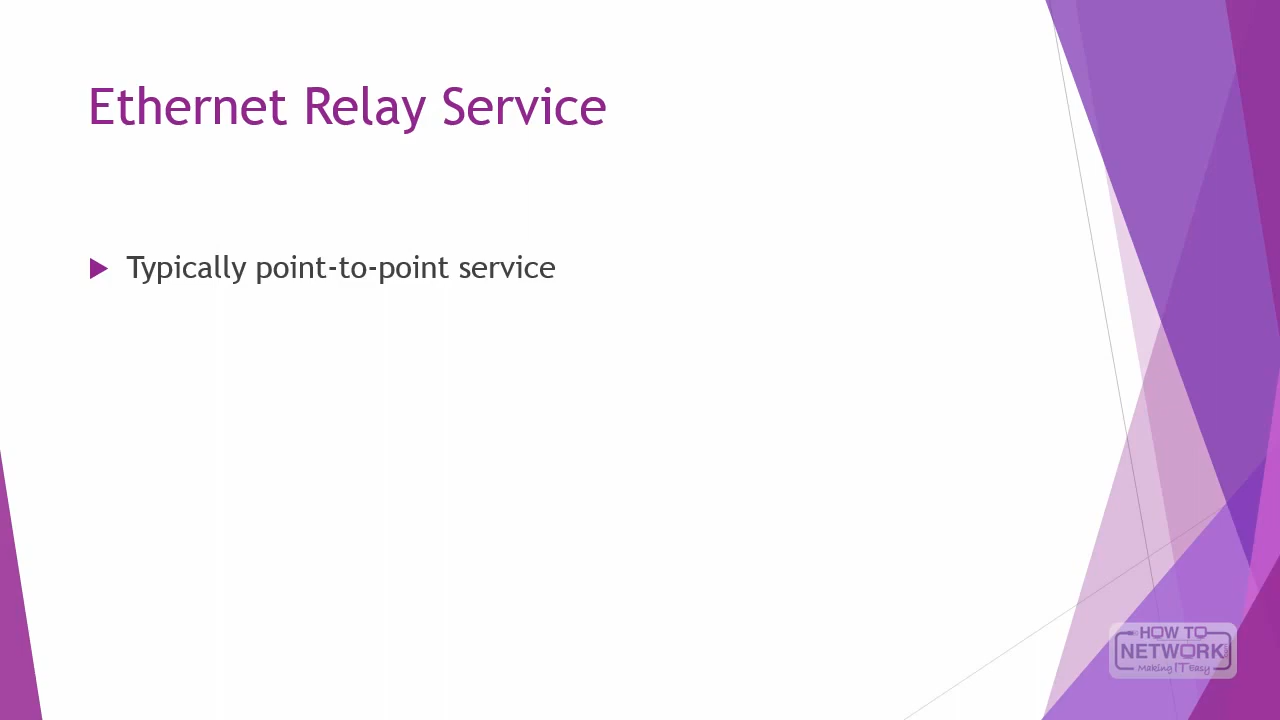 Ethernet Relay Service
Typically point-to-point service
HOW TO
NETWORK
Making IT Easy